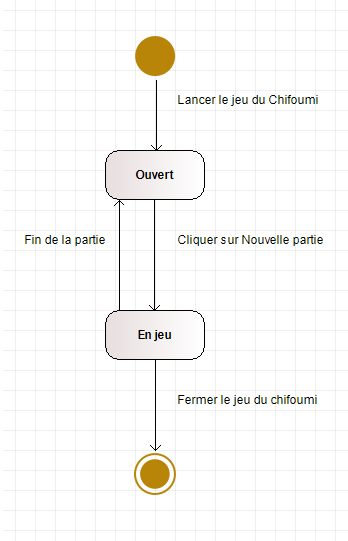 Lancer le jeu du Chifoumi
Ouvert
Fin de la partie
Cliquer sur Nouvelle partie
En jeu
Fermer le jeu du chifoumi